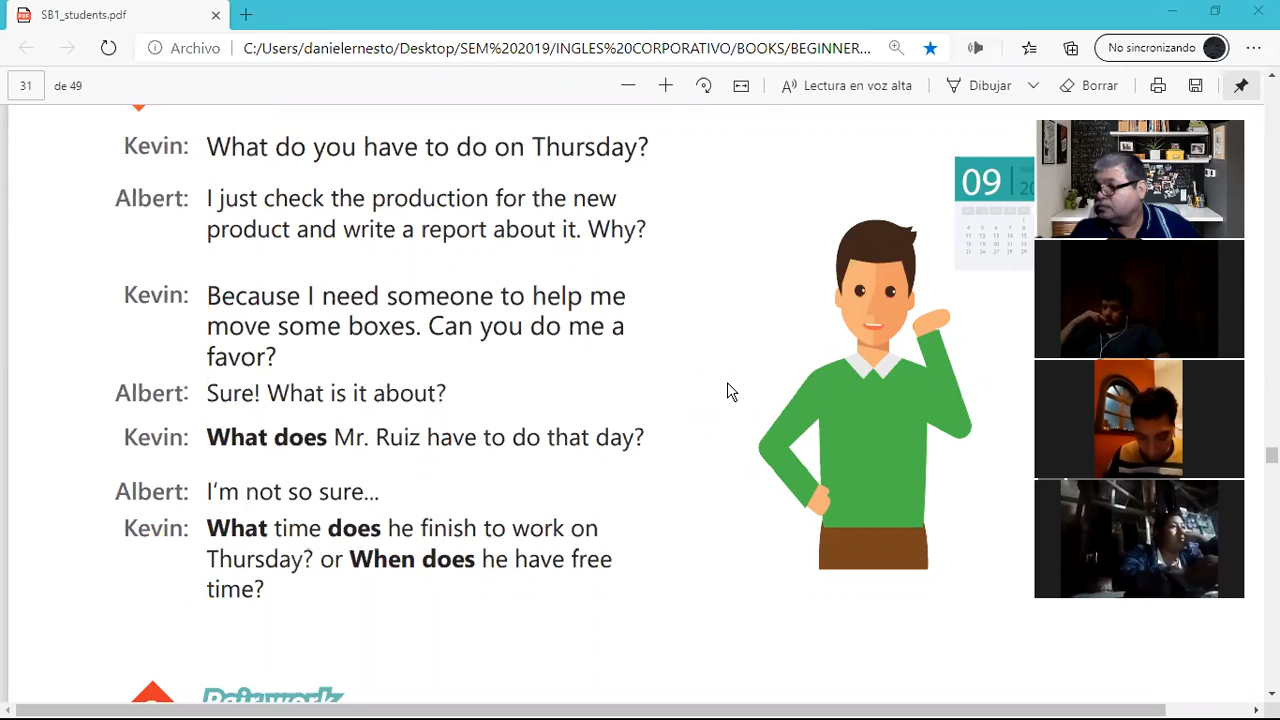 SB1_students.pdf
Archivo
C:/Users/danielernesto/Desktop/SEM%202019/INGLES%20CORPORATIVO/BOOKS/BEGINNER...
No sincronizando
31 de 49
Lectura en voz alta
Dibujar
Borrar
Kevin: What do you have to do on Thursday?
Albert: I just check the production for the new
product and write a report about it. Why?
Kevin: Because I need someone to help me
move some boxes. Can you do me a
favor?
Albert: Sure! What is it about?
Kevin: What does Mr. Ruiz have to do that day?
Albert: I'm not so sure...
Kevin: What time does he finish to work on
Thursday? or When does he have free
time?
09
Pair work